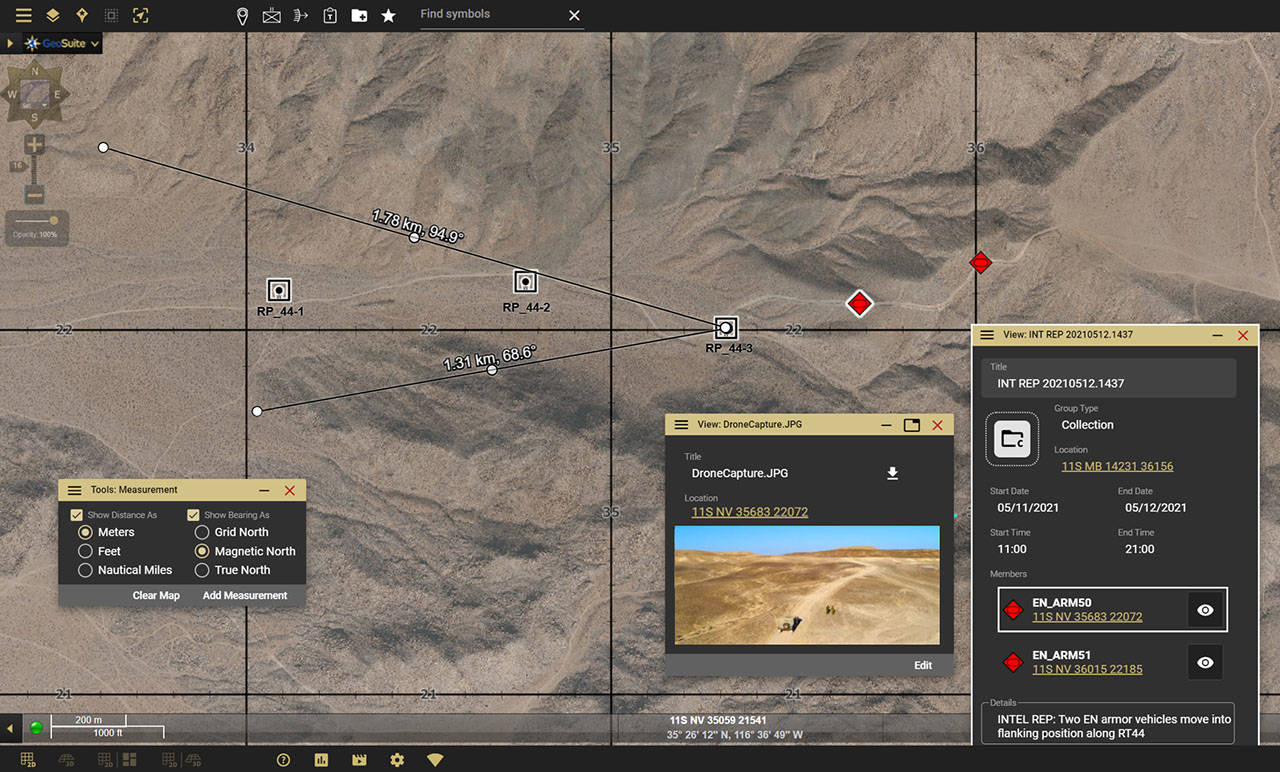 Find symbols
GeoSuite
N
W E
S
16
Opacity: 100%
34
35
36
1.78 km, 94.9°
RP_44-1
RP_44-2
22
22
22
RP_44-3
1.31 km, 68.6°
35
21
21
21
Tools: Measurement
Show Distance As
Show Bearing As
Meters
Grid North
Feet
Magnetic North
Nautical Miles
True North
Clear Map
Add Measurement
View: DroneCapture.JPG
Title
DroneCapture.JPG
Location
11S NV 35683 22072
Edit
View: INT REP 20210512.1437
Title
INT REP 20210512.1437
Group Type
Collection
C
Location
11S MB 14231 36156
Start Date
End Date
05/11/2021
05/12/2021
Start Time
End Time
11:00
21:00
Members
EN_ARM50
11S NV 35683 22072
EN_ARM51
11S NV 36015 22185
Details
INTEL REP: Two EN armor vehicles move into
flanking position along RT44
200 m
1000 ft
11S NV 35059 21541
35° 26' 12" N, 116° 36' 49" W
2D
3D
2D
2D
3D